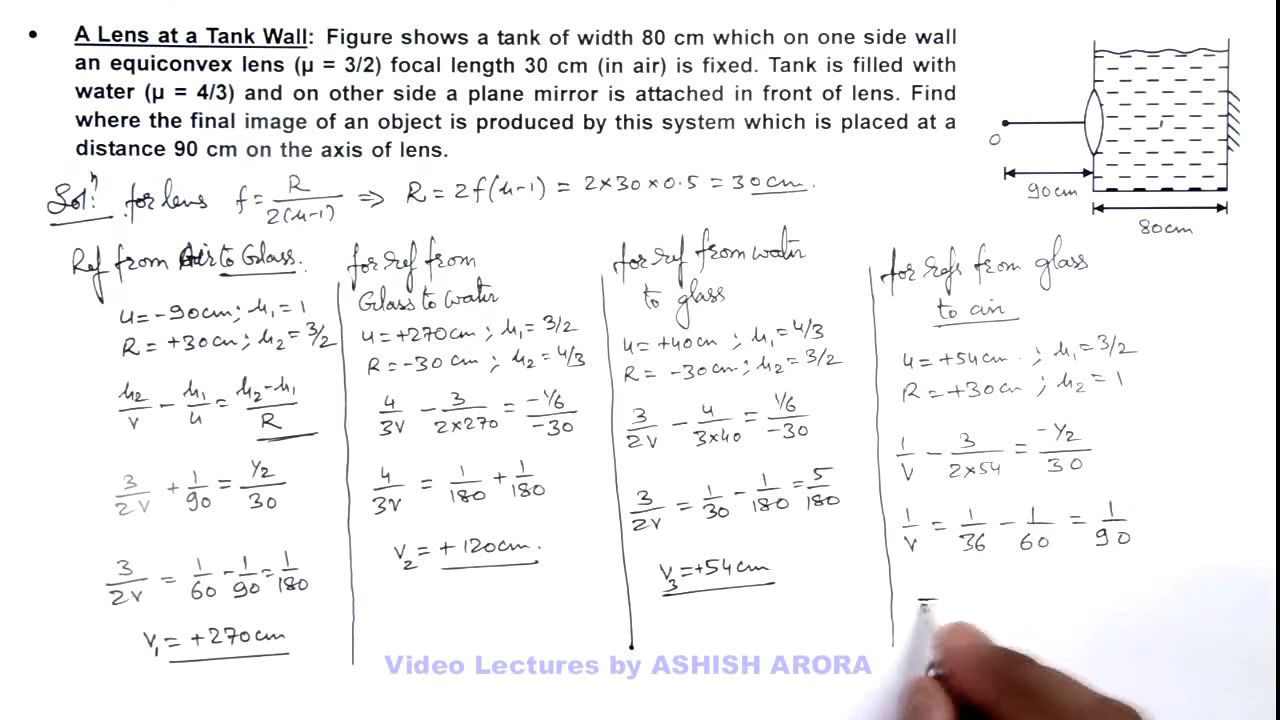 • A Lens at a Tank Wall: Figure shows a tank of width 80 cm which on one side wall
an equiconvex lens (μ = 3/2) focal length 30 cm (in air) is fixed. Tank is filled with
water (μ = 4/3) and on other side a plane mirror is attached in front of lens. Find
where the final image of an object is produced by this system which is placed at a
distance 90 cm on the axis of lens.
O
90cm
80cm
Solⁿ. for lens f = R / 2(μ-1) ⇒ R = 2f(μ-1) = 2×30×0.5 = 30cm.
Ref from Air to Glass.
u = -90cm; μ₁ = 1
R = +30cm; μ₂ = 3/2
μ₂/v - μ₁/u = (μ₂-μ₁)/R
3/2v + 1/90 = (1/2)/30
3/2v = 1/60 - 1/90 = 1/180
v₁ = +270cm
for ref from
Glass to water
u = +270cm; μ₁ = 3/2
R = -30cm; μ₂ = 4/3
4/3v - 3/(2×270) = (-1/6)/-30
4/3v = 1/180 + 1/180
v₂ = +120cm.
for ref from water
to glass
u = +40cm; μ₁ = 4/3
R = -30cm; μ₂ = 3/2
3/2v - 4/(3×40) = (1/6)/-30
3/2v = 1/30 - 1/180 = 5/180
v₃ = +54cm
for refs from glass
to air
u = +54cm.; μ₁ = 3/2
R = +30cm; μ₂ = 1
1/v - 3/(2×54) = (-1/2)/30
1/v = 1/36 - 1/60 = 1/90
Video Lectures by ASHISH ARORA